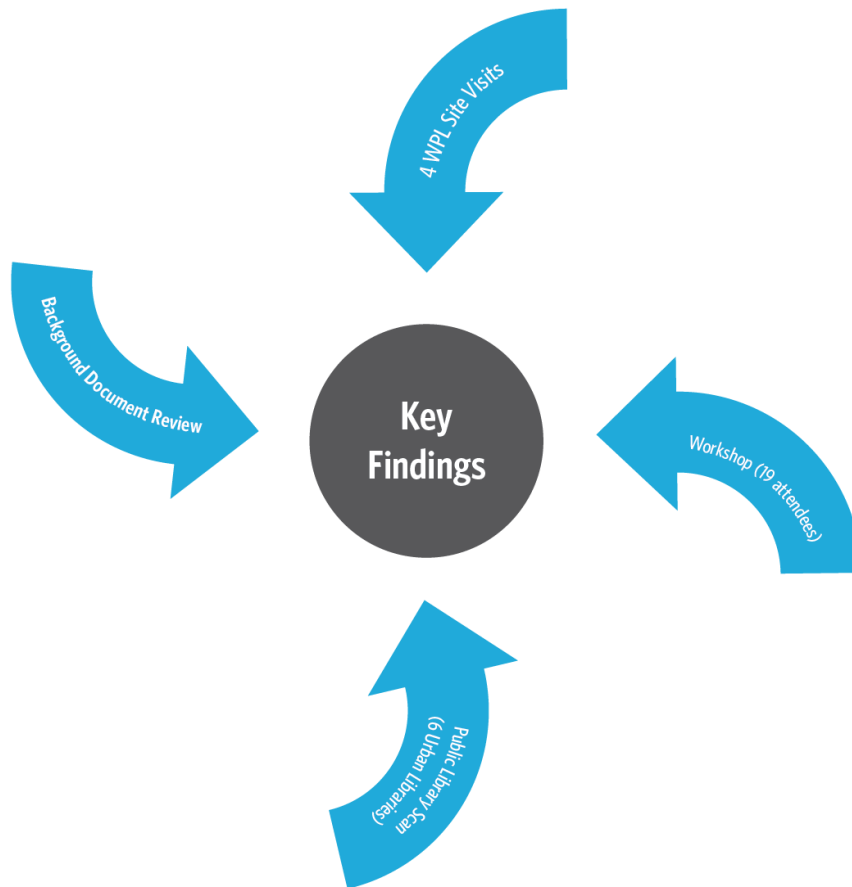 4 WPL Site Visits
Background Document Review
Key
Findings
Workshop (19 attendees)
Public Library Scan
(6 Urban Libraries)